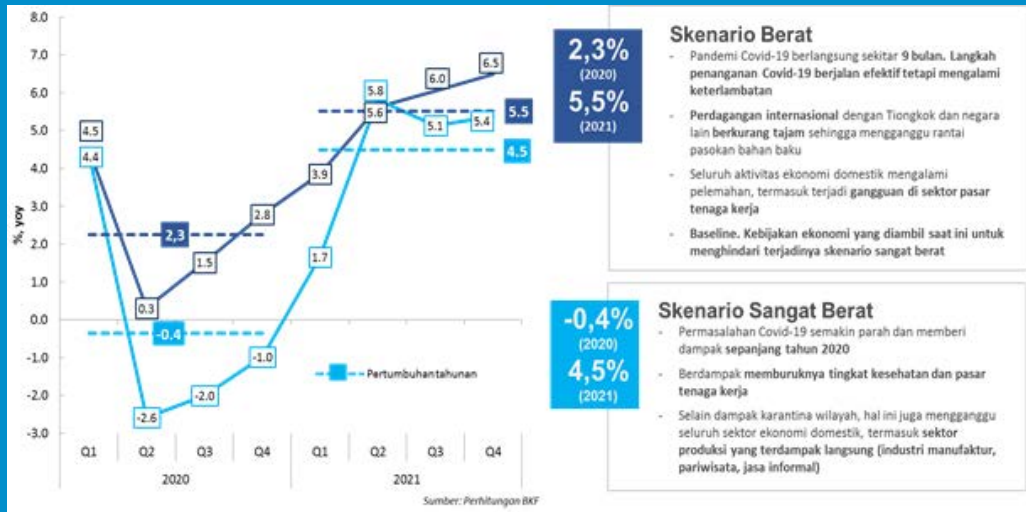 %, yoy
8.0
7.0
6.0
5.0
4.0
3.0
2.0
1.0
0.0
-1.0
-2.0
-3.0
4.5
4.4
0.3
1.5
2.8
3.9
5.6
6.0
6.5
-2.6
-2.0
-1.0
1.7
5.8
5.1
5.4
2,3
-0.4
5.5
4.5
Pertumbuhan tahunan
Q1 Q2 Q3 Q4 Q1 Q2 Q3 Q4
2020 2021
Sumber: Perhitungan BKF
2,3%
(2020)
5,5%
(2021)
Skenario Berat
- Pandemi Covid-19 berlangsung sekitar 9 bulan. Langkah
penanganan Covid-19 berjalan efektif tetapi mengalami
keterlambatan
- Perdagangan internasional dengan Tiongkok dan negara
lain berkurang tajam sehingga mengganggu rantai
pasokan bahan baku
- Seluruh aktivitas ekonomi domestik mengalami
pelemahan, termasuk terjadi gangguan di sektor pasar
tenaga kerja
- Baseline. Kebijakan ekonomi yang diambil saat ini untuk
menghindari terjadinya skenario sangat berat
-0,4%
(2020)
4,5%
(2021)
Skenario Sangat Berat
- Permasalahan Covid-19 semakin parah dan memberi
dampak sepanjang tahun 2020
- Berdampak memburuknya tingkat kesehatan dan pasar
tenaga kerja
- Selain dampak karantina wilayah, hal ini juga mengganggu
seluruh sektor ekonomi domestik, termasuk sektor
produksi yang terdampak langsung (industri manufaktur,
pariwisata, jasa informal)